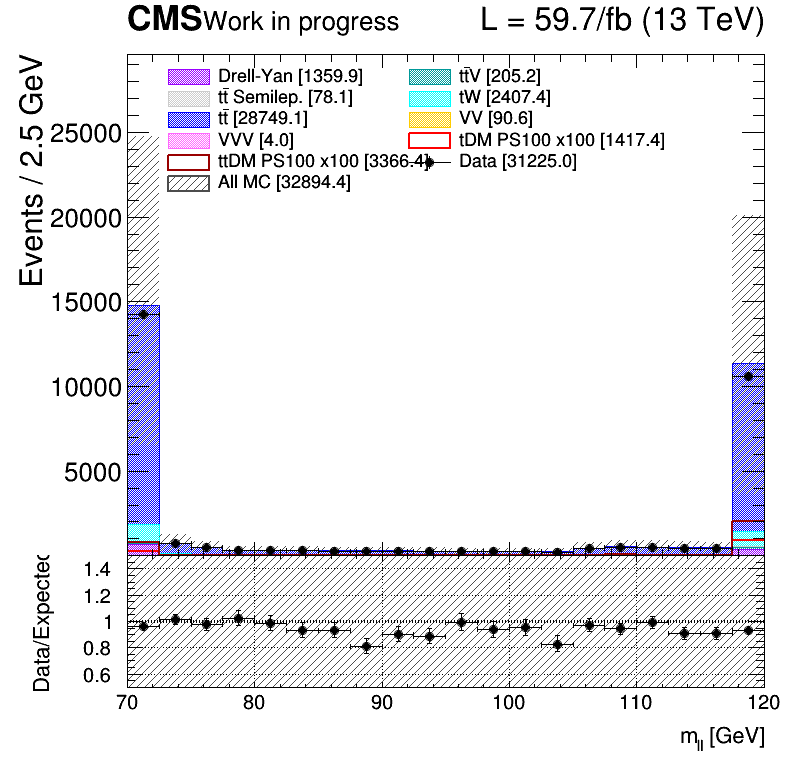 CMS Work in progress L = 59.7/fb (13 TeV)
Events / 2.5 GeV
Drell-Yan [1359.9] tt̄V [205.2]
tt̄ Semilep. [78.1] tW [2407.4]
tt̄ [28749.1] VV [90.6]
VVV [4.0] tDM PS100 x100 [1417.4]
ttDM PS100 x100 [3366.4] Data [31225.0]
All MC [32894.4]
25000
20000
15000
10000
5000
Data/Expected
1.4
1.2
1
0.8
0.6
70 80 90 100 110 120
m_ll [GeV]